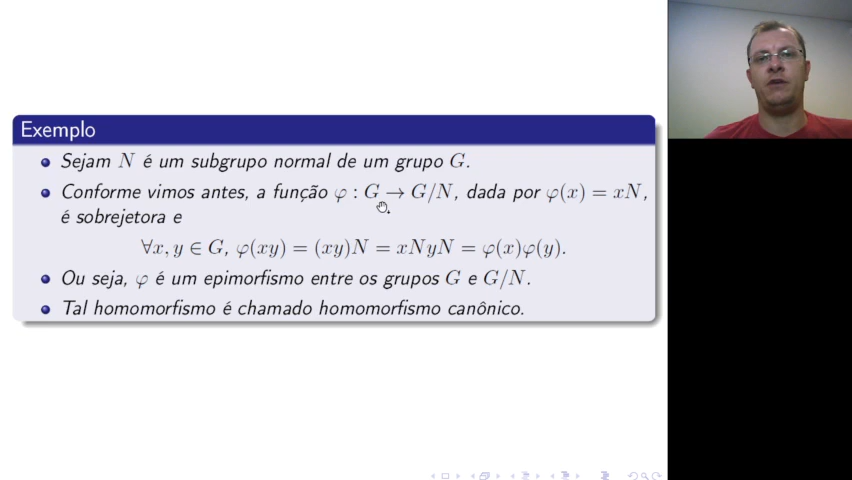 Exemplo
Sejam N é um subgrupo normal de um grupo G.
Conforme vimos antes, a função φ : G → G/N, dada por φ(x) = xN,
é sobrejetora e
∀x, y ∈ G, φ(xy) = (xy)N = xNyN = φ(x)φ(y).
Ou seja, φ é um epimorfismo entre os grupos G e G/N.
Tal homomorfismo é chamado homomorfismo canônico.